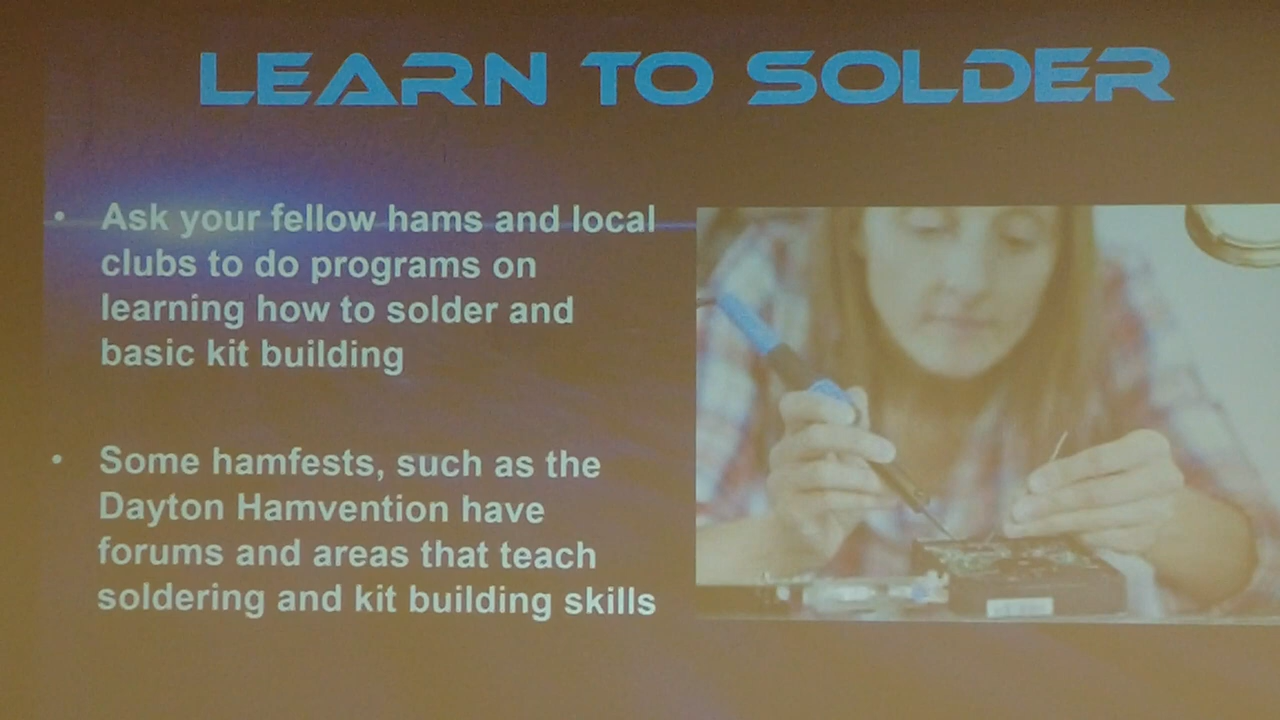 LEARN TO SOLDER
• Ask your fellow hams and local
clubs to do programs on
learning how to solder and
basic kit building
• Some hamfests, such as the
Dayton Hamvention have
forums and areas that teach
soldering and kit building skills